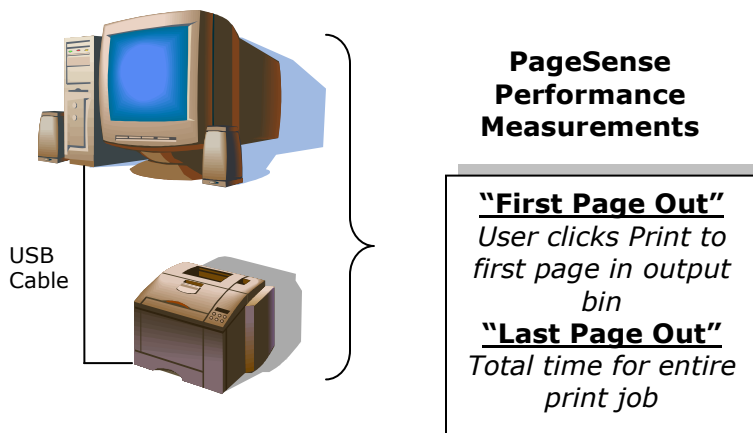 PageSense
Performance
Measurements
“First Page Out”
User clicks Print to
first page in output
bin
“Last Page Out”
Total time for entire
print job
USB
Cable